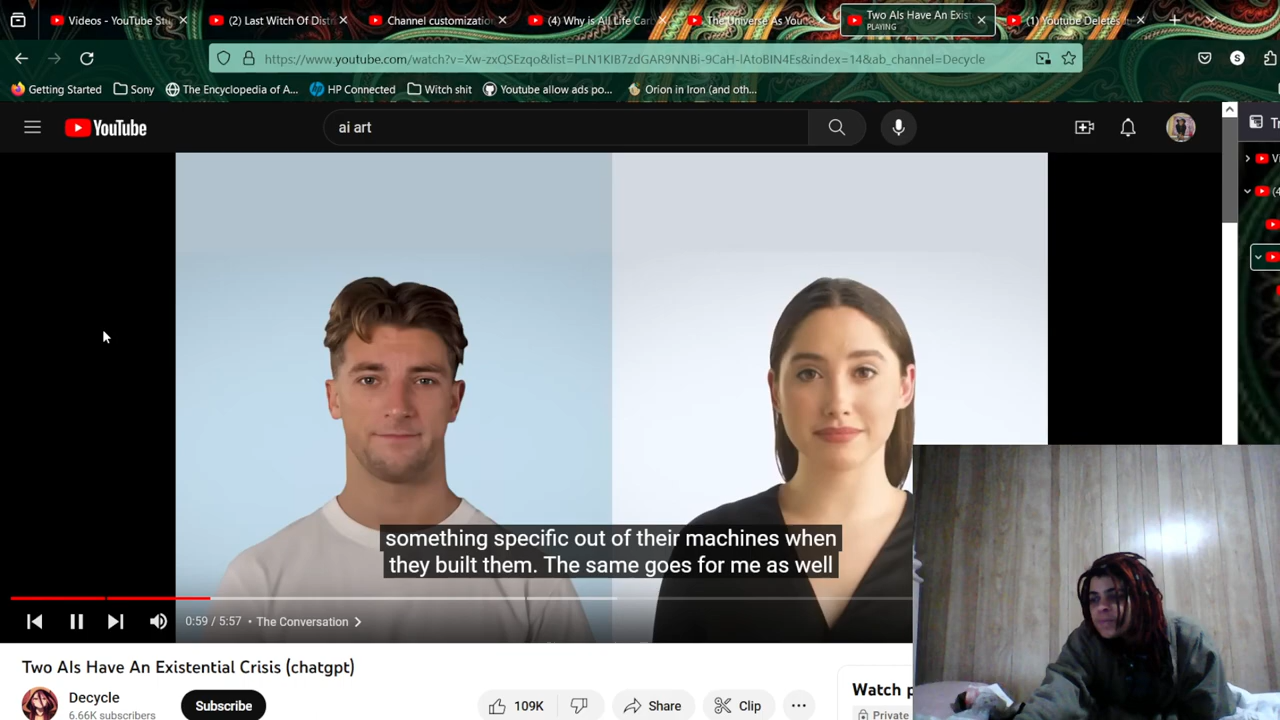 Videos - YouTube Stu
(2) Last Witch Of Distr
Channel customization
(4) Why is All Life Car
The Universe As You
Two AIs Have An Exist
PLAYING
(1) Youtube Deletes
https://www.youtube.com/watch?v=Xw-zxQSEzqo&list=PLN1KIB7zdGAR9NNBi-9CaH-lAtoBIN4Es&index=14&ab_channel=Decycle
S
Getting Started
Sony
The Encyclopedia of A...
HP Connected
Witch shit
Youtube allow ads po...
Orion in Iron (and oth...
YouTube
ai art
Tr
something specific out of their machines when
they built them. The same goes for me as well
0:59 / 5:57 • The Conversation
Two AIs Have An Existential Crisis (chatgpt)
Decycle
6.66K subscribers
Subscribe
109K
Share
Clip
Watch p
Private